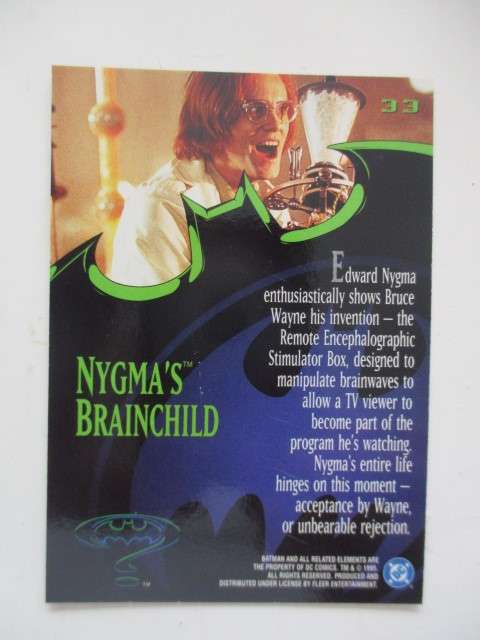 33
Edward Nygma
enthusiastically shows Bruce
Wayne his invention – the
Remote Encephalographic
Stimulator Box, designed to
manipulate brainwaves to
allow a TV viewer to
become part of the
program he's watching.
Nygma's entire life
hinges on this moment –
acceptance by Wayne,
or unbearable rejection.
NYGMA'S™
BRAINCHILD
TM
BATMAN AND ALL RELATED ELEMENTS ARE
THE PROPERTY OF DC COMICS. TM & © 1995.
ALL RIGHTS RESERVED. PRODUCED AND
DISTRIBUTED UNDER LICENSE BY FLEER ENTERTAINMENT.
DC